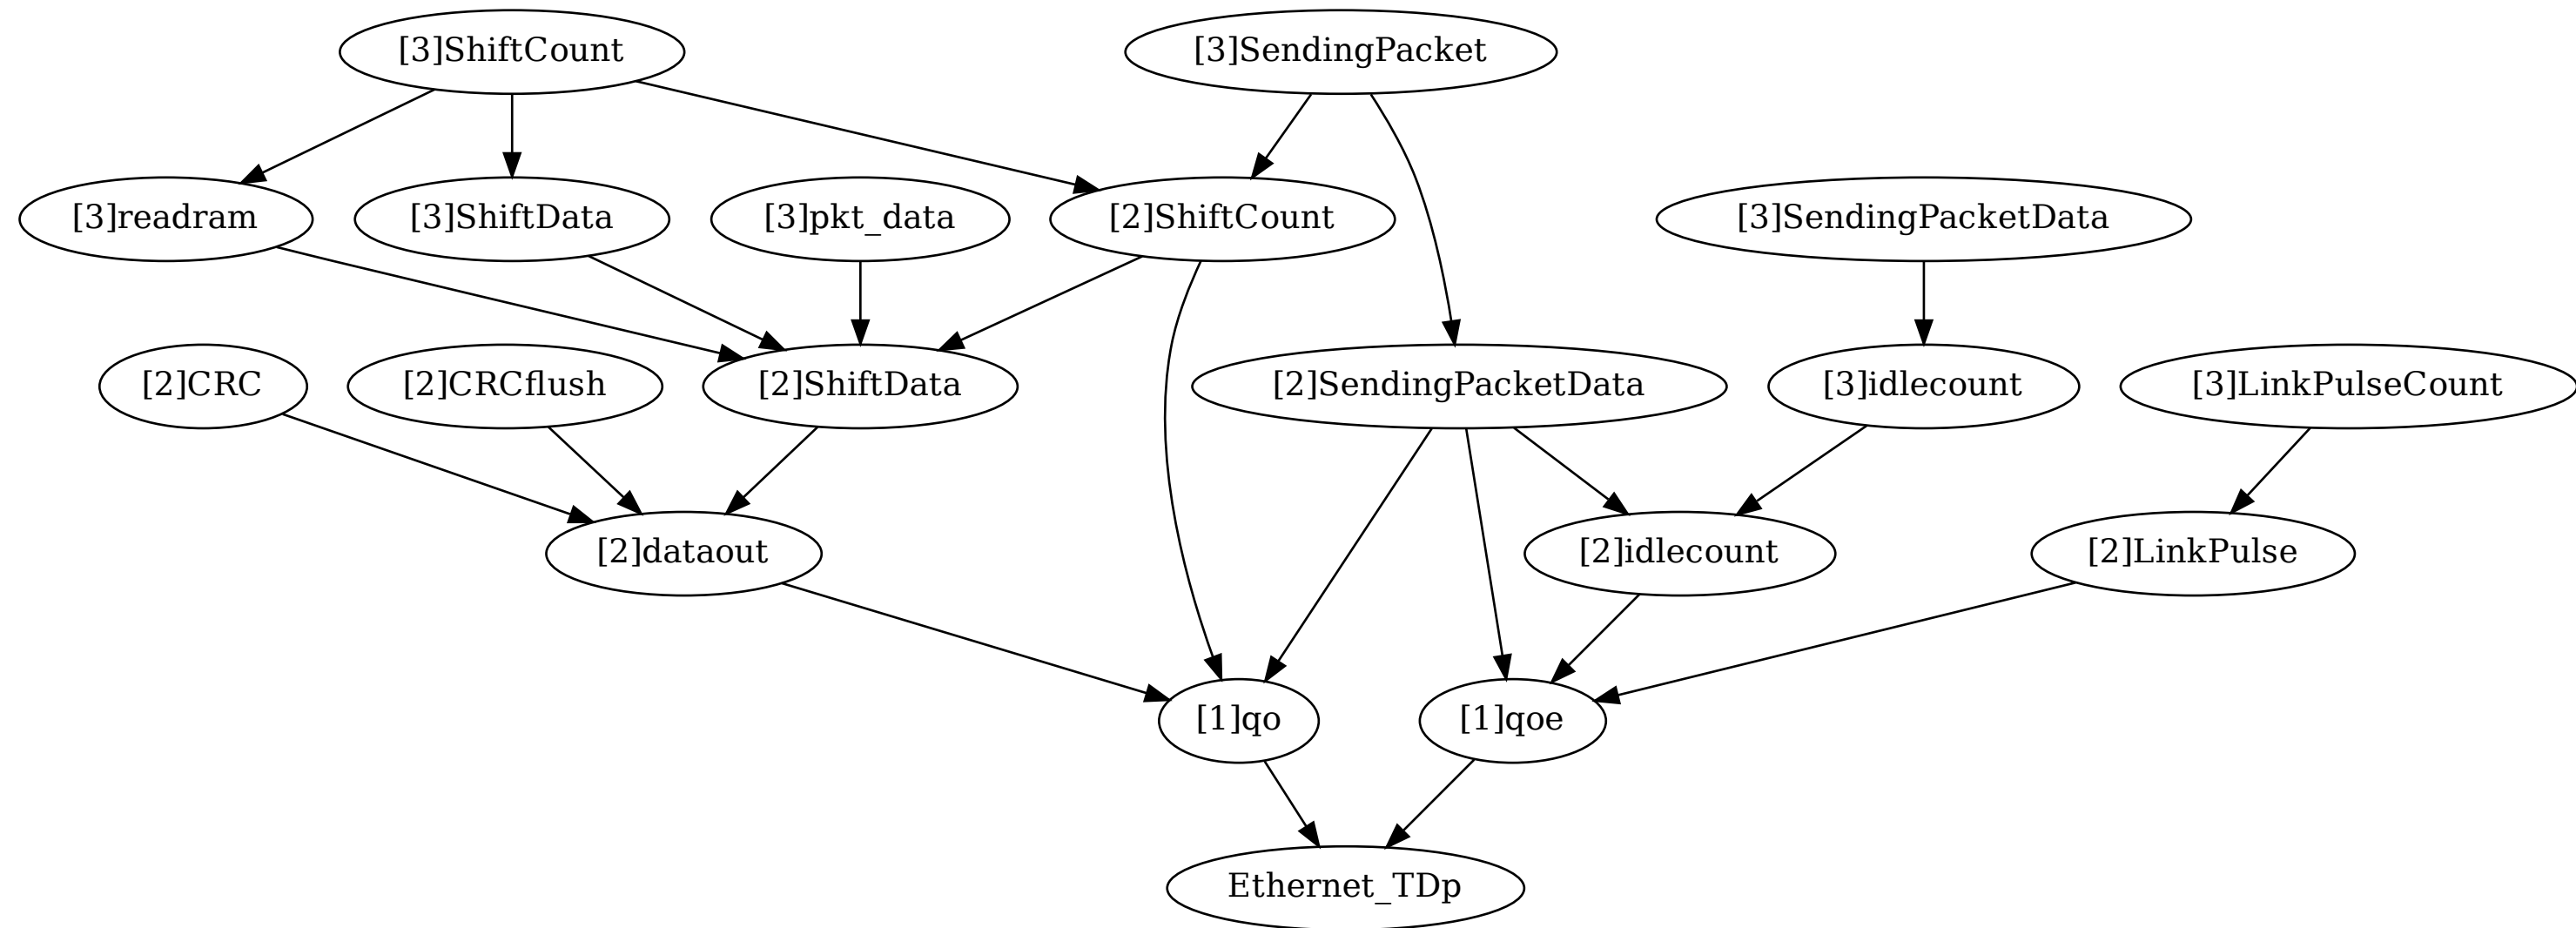 [3]ShiftCount
[3]SendingPacket
[3]readram
[3]ShiftData
[3]pkt_data
[2]ShiftCount
[3]SendingPacketData
[2]CRC
[2]CRCflush
[2]ShiftData
[2]SendingPacketData
[3]idlecount
[3]LinkPulseCount
[2]dataout
[2]idlecount
[2]LinkPulse
[1]qo
[1]qoe
Ethernet_TDp